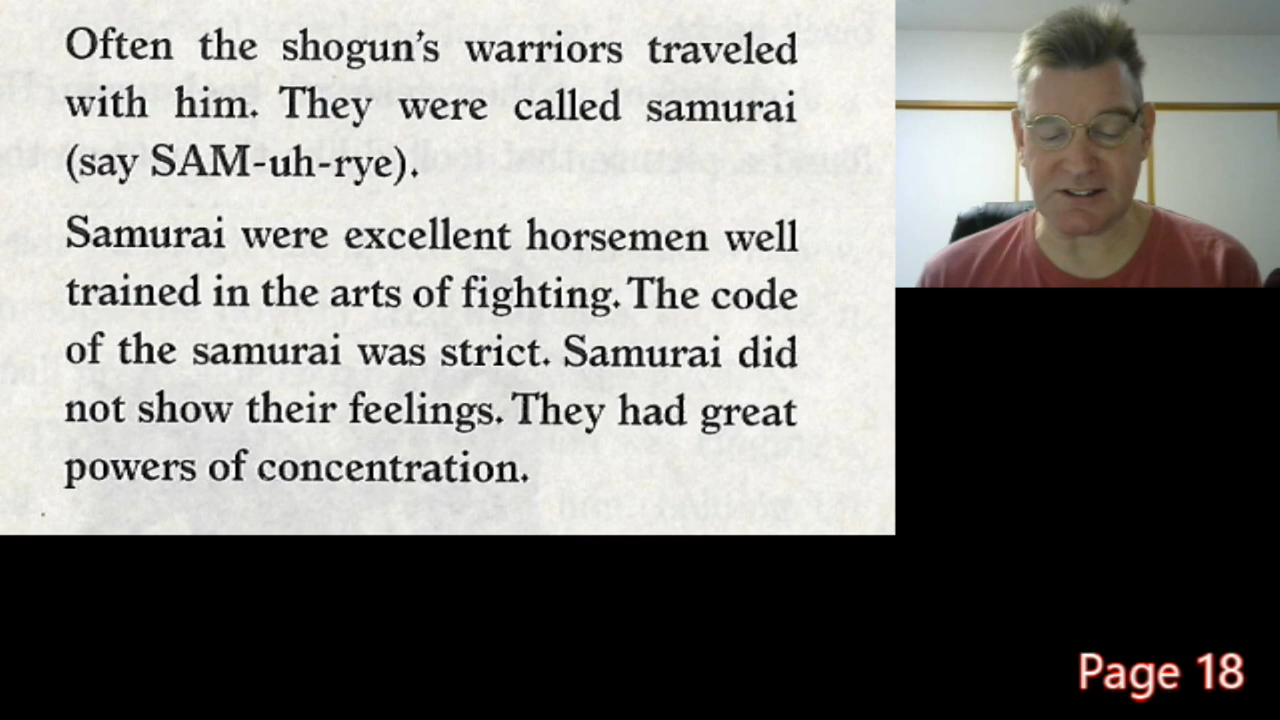 Often the shogun's warriors traveled
with him. They were called samurai
(say SAM-uh-rye).
Samurai were excellent horsemen well
trained in the arts of fighting. The code
of the samurai was strict. Samurai did
not show their feelings. They had great
powers of concentration.
Page 18